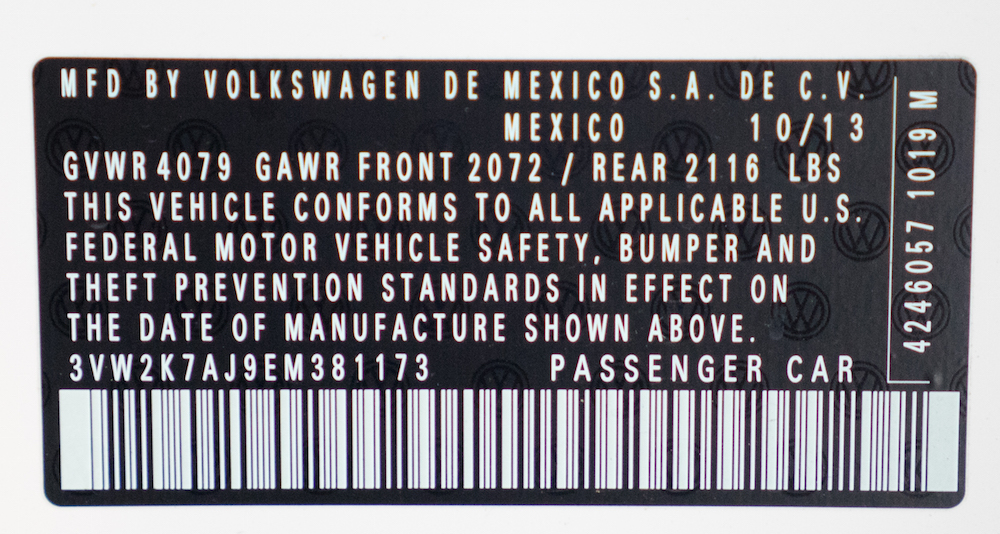 MFD BY VOLKSWAGEN DE MEXICO S.A. DE C.V.
MEXICO 10/13
GVWR 4079 GAWR FRONT 2072 / REAR 2116 LBS
THIS VEHICLE CONFORMS TO ALL APPLICABLE U.S.
FEDERAL MOTOR VEHICLE SAFETY, BUMPER AND
THEFT PREVENTION STANDARDS IN EFFECT ON
THE DATE OF MANUFACTURE SHOWN ABOVE.
3VW2K7AJ9EM381173 PASSENGER CAR
4246057 1019 M